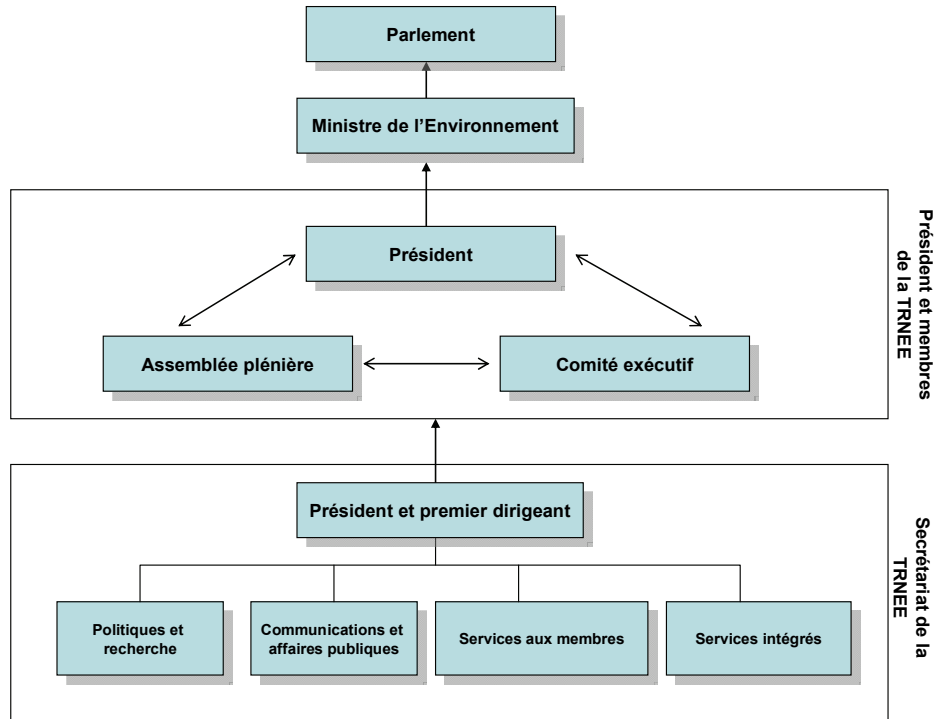 Parlement
Ministre de l'Environnement
Président
Assemblée plénière
Comité exécutif
Président et membres
de la TRNEE
Président et premier dirigeant
Politiques et
recherche
Communications et
affaires publiques
Services aux membres
Services intégrés
Secrétariat de la
TRNEE